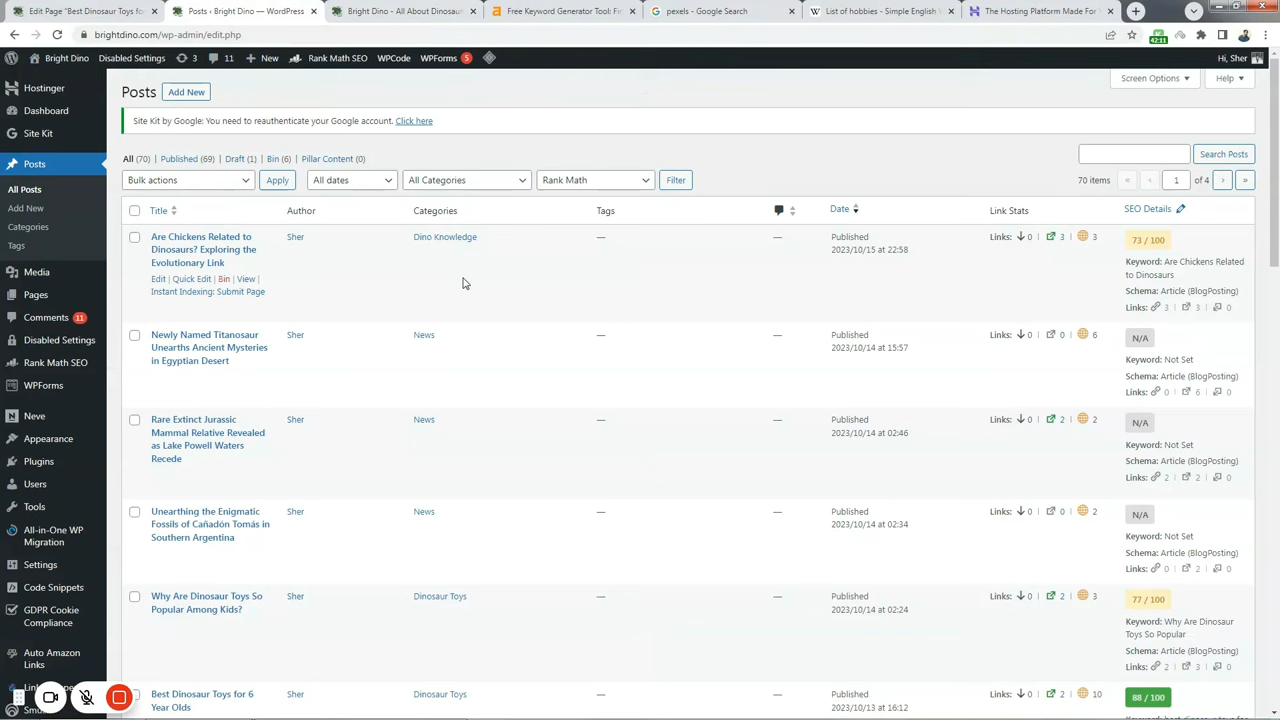 Edit Page "Best Dinosaur Toys for
Posts ‹ Bright Dino — WordPress
Bright Dino - All About Dinosaur
Free Keyword Generator Tool: Fin
pexels - Google Search
List of hobbies - Simple English W
The Hosting Platform Made For
brightdino.com/wp-admin/edit.php
42:11
Bright Dino
Disabled Settings
3
11
New
Rank Math SEO
WPCode
WPForms 5
Hi, Sher
Hostinger
Dashboard
Site Kit
Posts
All Posts
Add New
Categories
Tags
Media
Pages
Comments 11
Disabled Settings
Rank Math SEO
WPForms
Neve
Appearance
Plugins
Users
Tools
All-in-One WP
Migration
Settings
Code Snippets
GDPR Cookie
Compliance
Auto Amazon
Links
Posts
Add New
Screen Options
Help
Site Kit by Google: You need to reauthenticate your Google account. Click here
All (70) | Published (69) | Draft (1) | Bin (6) | Pillar Content (0)
Search Posts
Bulk actions
Apply
All dates
All Categories
Rank Math
Filter
70 items « ‹ 1 of 4 › »
Title
Author
Categories
Tags
Date
Link Stats
SEO Details
Are Chickens Related to
Dinosaurs? Exploring the
Evolutionary Link
Edit | Quick Edit | Bin | View |
Instant Indexing: Submit Page
Sher
Dino Knowledge
—
—
Published
2023/10/15 at 22:58
Links: 0 | 3 | 3
73 / 100
Keyword: Are Chickens Related
to Dinosaurs
Schema: Article (BlogPosting)
Links: 3 | 3 | 0
Newly Named Titanosaur
Unearths Ancient Mysteries
in Egyptian Desert
Sher
News
—
—
Published
2023/10/14 at 15:57
Links: 0 | 0 | 6
N/A
Keyword: Not Set
Schema: Article (BlogPosting)
Links: 0 | 6 | 0
Rare Extinct Jurassic
Mammal Relative Revealed
as Lake Powell Waters
Recede
Sher
News
—
—
Published
2023/10/14 at 02:46
Links: 0 | 2 | 2
N/A
Keyword: Not Set
Schema: Article (BlogPosting)
Links: 2 | 2 | 0
Unearthing the Enigmatic
Fossils of Cañadón Tomás in
Southern Argentina
Sher
News
—
—
Published
2023/10/14 at 02:34
Links: 0 | 0 | 2
N/A
Keyword: Not Set
Schema: Article (BlogPosting)
Links: 0 | 2 | 0
Why Are Dinosaur Toys So
Popular Among Kids?
Sher
Dinosaur Toys
—
—
Published
2023/10/14 at 02:24
Links: 0 | 2 | 3
77 / 100
Keyword: Why Are Dinosaur
Toys So Popular
Schema: Article (BlogPosting)
Links: 2 | 3 | 0
Best Dinosaur Toys for 6
Year Olds
Sher
Dinosaur Toys
—
—
Published
2023/10/13 at 16:12
Links: 0 | 2 | 10
88 / 100